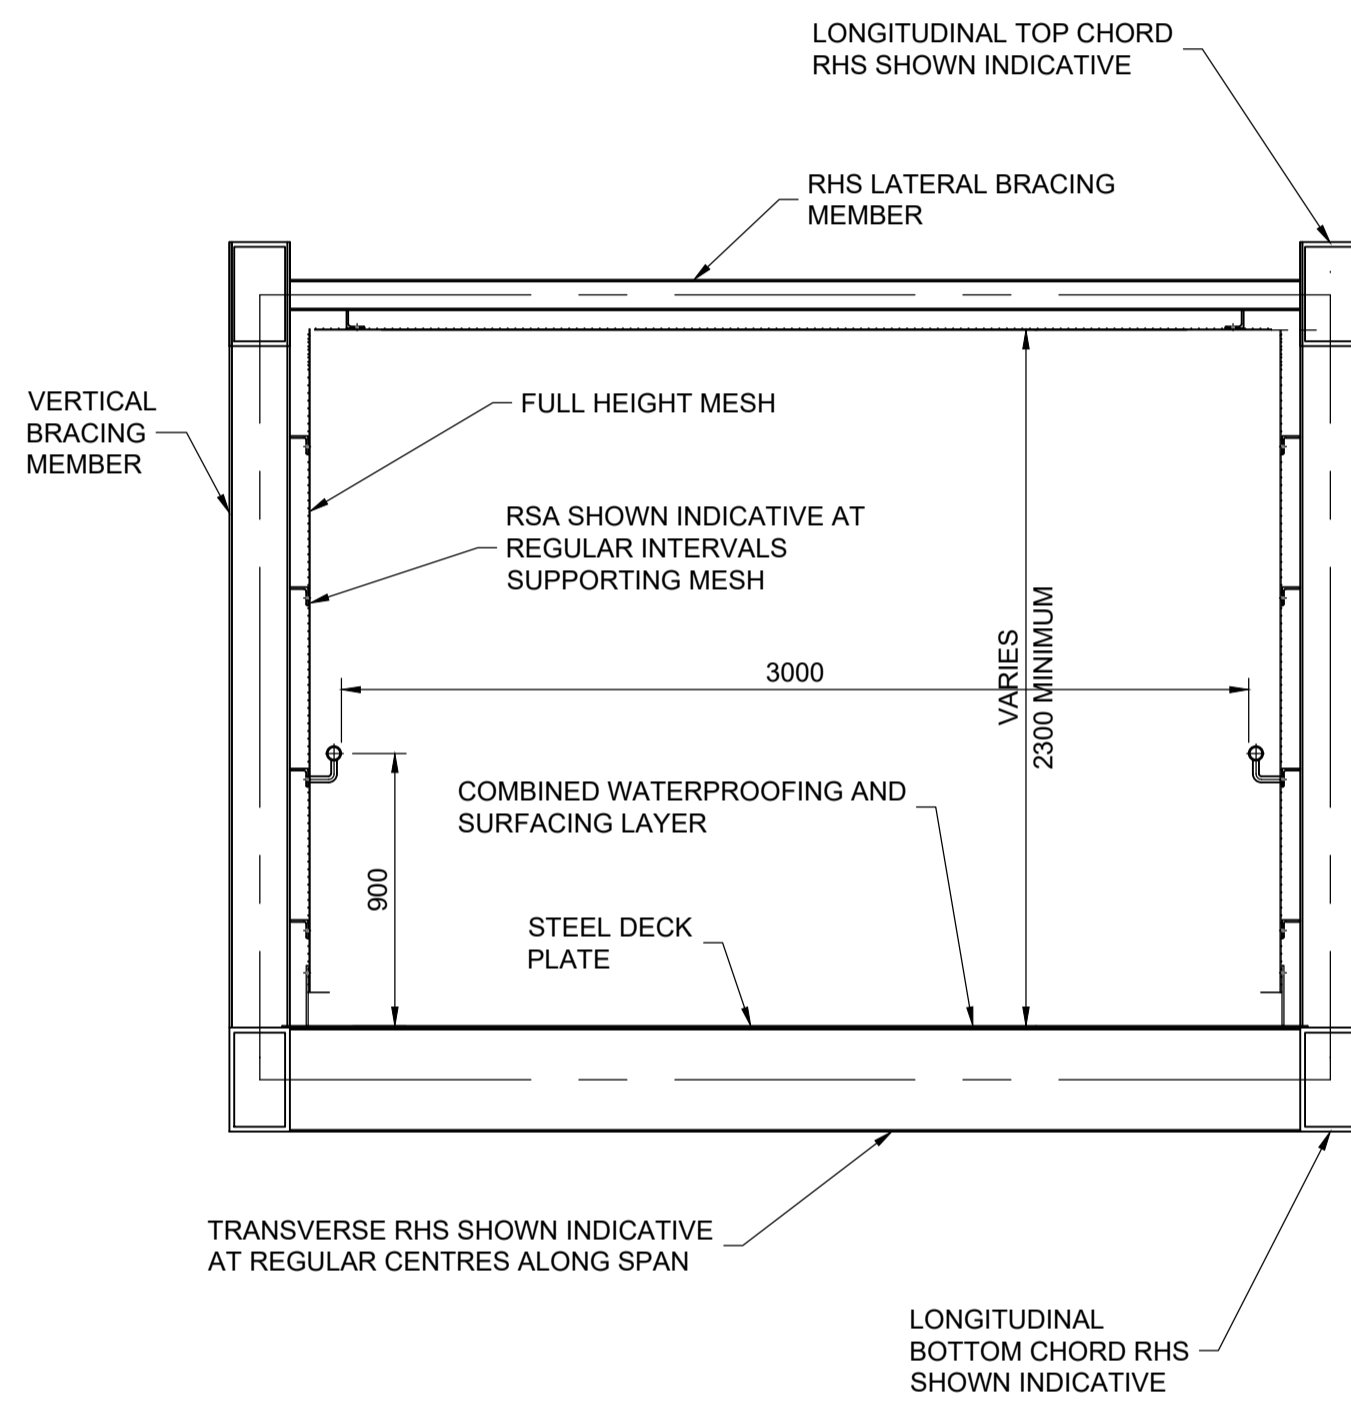 LONGITUDINAL TOP CHORD
RHS SHOWN INDICATIVE
RHS LATERAL BRACING
MEMBER
VERTICAL
BRACING
MEMBER
FULL HEIGHT MESH
RSA SHOWN INDICATIVE AT
REGULAR INTERVALS
SUPPORTING MESH
VARIES
2300 MINIMUM
3000
COMBINED WATERPROOFING AND
SURFACING LAYER
900
STEEL DECK
PLATE
TRANSVERSE RHS SHOWN INDICATIVE
AT REGULAR CENTRES ALONG SPAN
LONGITUDINAL
BOTTOM CHORD RHS
SHOWN INDICATIVE